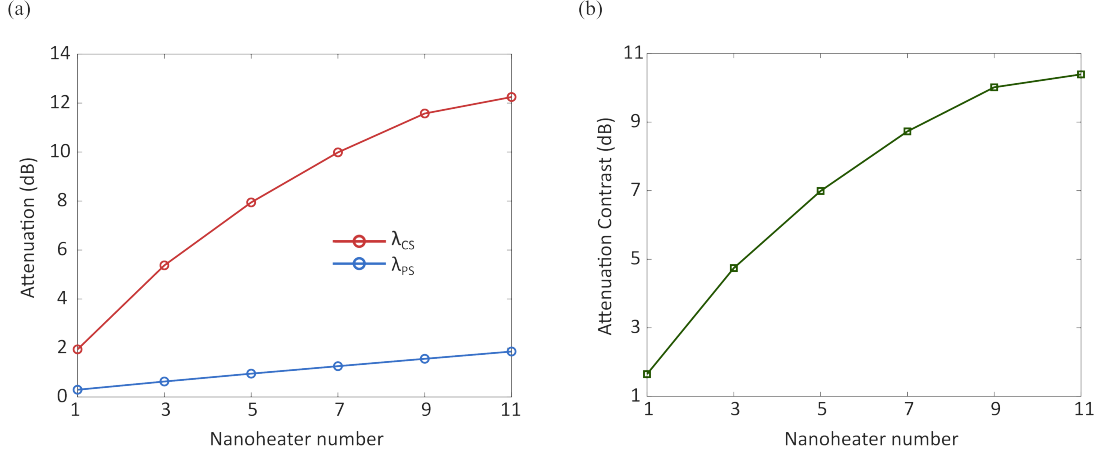 (a)
14
12
10
8
6
4
2
0
Attenuation (dB)
λCS
λPS
1 3 5 7 9 11
Nanoheater number
(b)
11
9
7
5
3
1
Attenuation Contrast (dB)
1 3 5 7 9 11
Nanoheater number